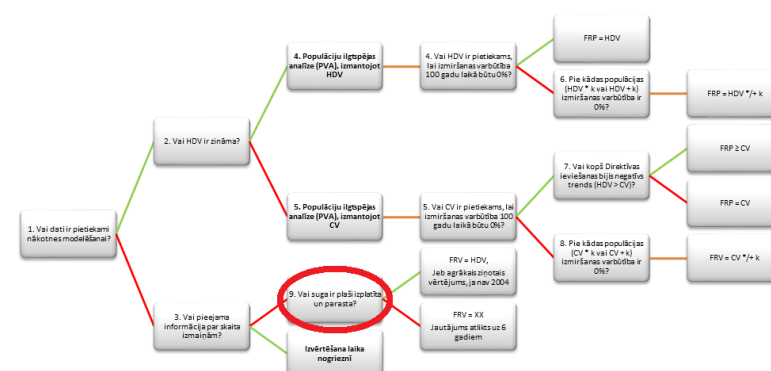 1. Vai dati ir pietiekami
nākotnes modelēšanai?
2. Vai HDV ir zināma?
3. Vai pieejama
informācija par skaita
izmaiņām?
4. Populāciju ilgtspējas
analīze (PVA), izmantojot
HDV
4. Vai HDV ir pietiekams,
lai izmiršanas varbūtība
100 gadu laikā būtu 0%?
FRP = HDV
6. Pie kādas populācijas
(HDV * k vai HDV + k)
izmiršanas varbūtība ir
0%?
FRP = HDV */+ k
5. Populāciju ilgtspējas
analīze (PVA), izmantojot
CV
5. Vai CV ir pietiekams, lai
izmiršanas varbūtība 100
gadu laikā būtu 0%?
7. Vai kopš Direktīvas
ieviešanas bijis negatīvs
trends (HDV > CV)?
FRP ≥ CV
FRP = CV
8. Pie kādas populācijas
(CV * k vai CV + k)
izmiršanas varbūtība ir
0%?
FRV = CV */+ k
9. Vai suga ir plaši izplatīta
un parasta?
FRV = HDV,
Jeb agrākais ziņotais
vērtējums, ja nav 2004
FRV = XX
Jautājums atlikts uz 6
gadiem
Izvērtēšana laika
nogrieznī